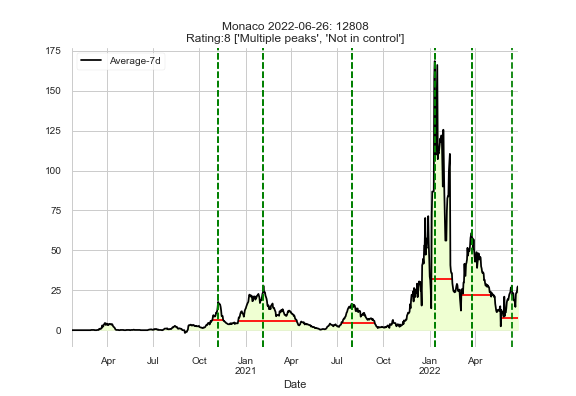 Monaco 2022-06-26: 12808
Rating:8 ['Multiple peaks', 'Not in control']
Average-7d
175
150
125
100
75
50
25
0
Apr Jul Oct Jan Apr Jul Oct Jan Apr
2021 2022
Date